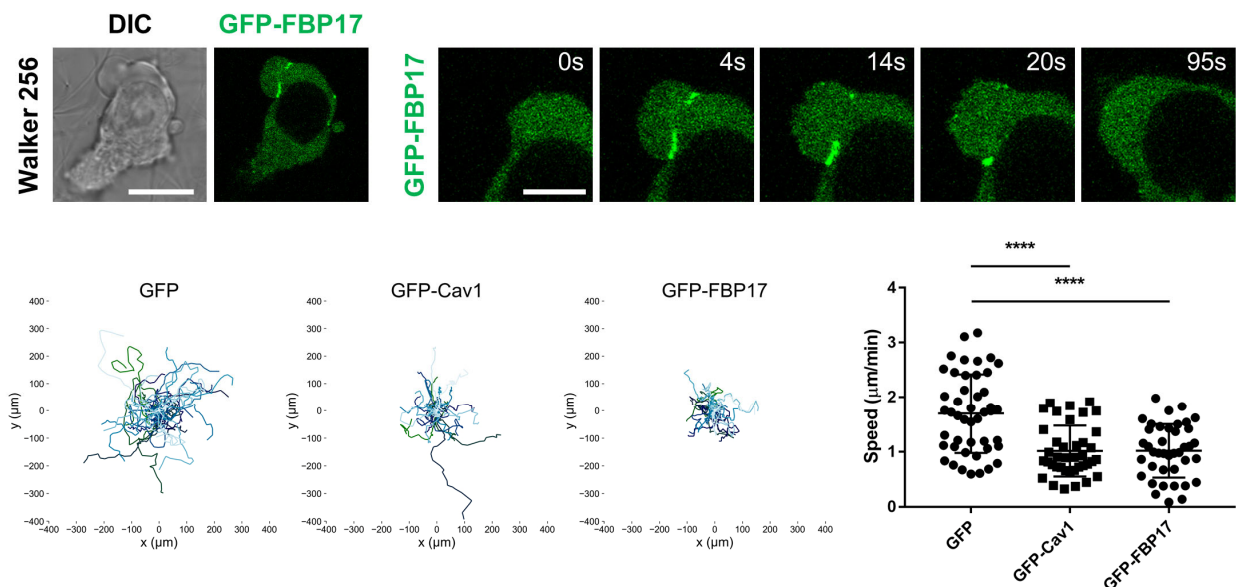 DIC
GFP-FBP17
Walker 256
GFP-FBP17
0s
4s
14s
20s
95s
GFP
400
300
200
100
0
−100
−200
−300
−400
y (µm)
−400 −300 −200 −100 0 100 200 300 400
x (µm)
GFP-Cav1
400
300
200
100
0
−100
−200
−300
−400
y (µm)
−400 −300 −200 −100 0 100 200 300 400
x (µm)
GFP-FBP17
400
300
200
100
0
−100
−200
−300
−400
y (µm)
−400 −300 −200 −100 0 100 200 300 400
x (µm)
****
****
Speed (µm/min)
4
3
2
1
0
GFP
GFP-Cav1
GFP-FBP17